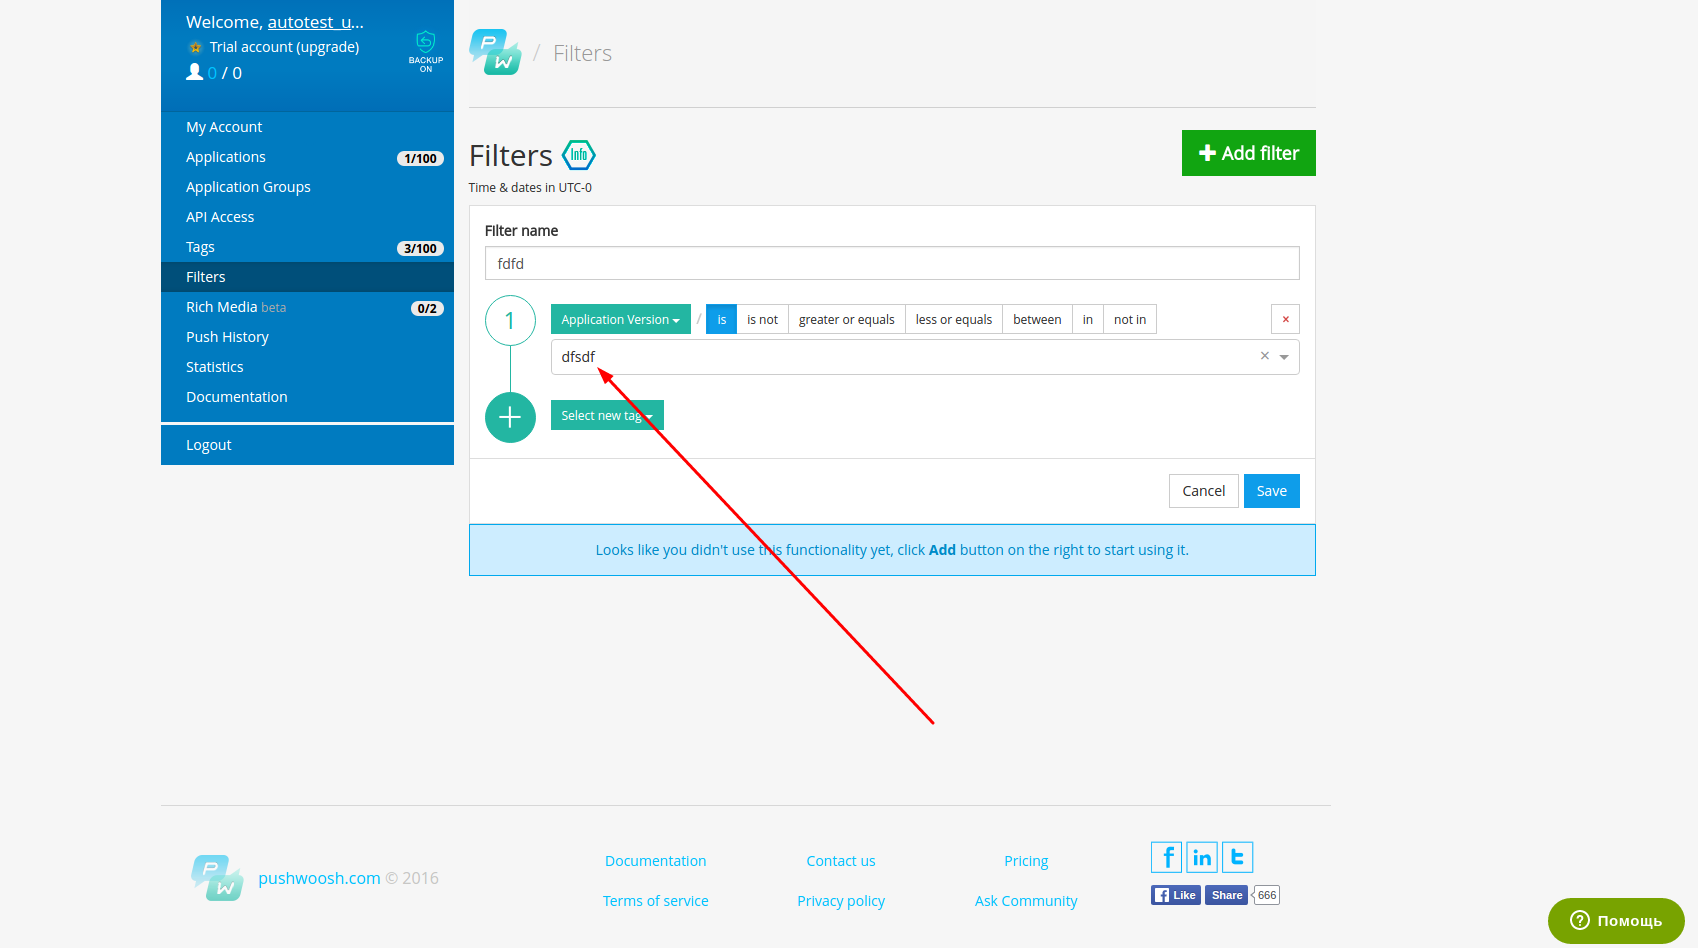 Welcome, autotest_u...
Trial account (upgrade)
0 / 0
BACKUP
ON
My Account
Applications 1/100
Application Groups
API Access
Tags 3/100
Filters
Rich Media beta 0/2
Push History
Statistics
Documentation
Logout
PW / Filters
Filters Info
Add filter
Time & dates in UTC-0
Filter name
fdfd
1 Application Version / is is not greater or equals less or equals between in not in ×
dfsdf ×
Select new tag
Cancel Save
Looks like you didn't use this functionality yet, click Add button on the right to start using it.
PW pushwoosh.com © 2016
Documentation Contact us Pricing
Terms of service Privacy policy Ask Community
f in t
f Like Share 666
? Помощь